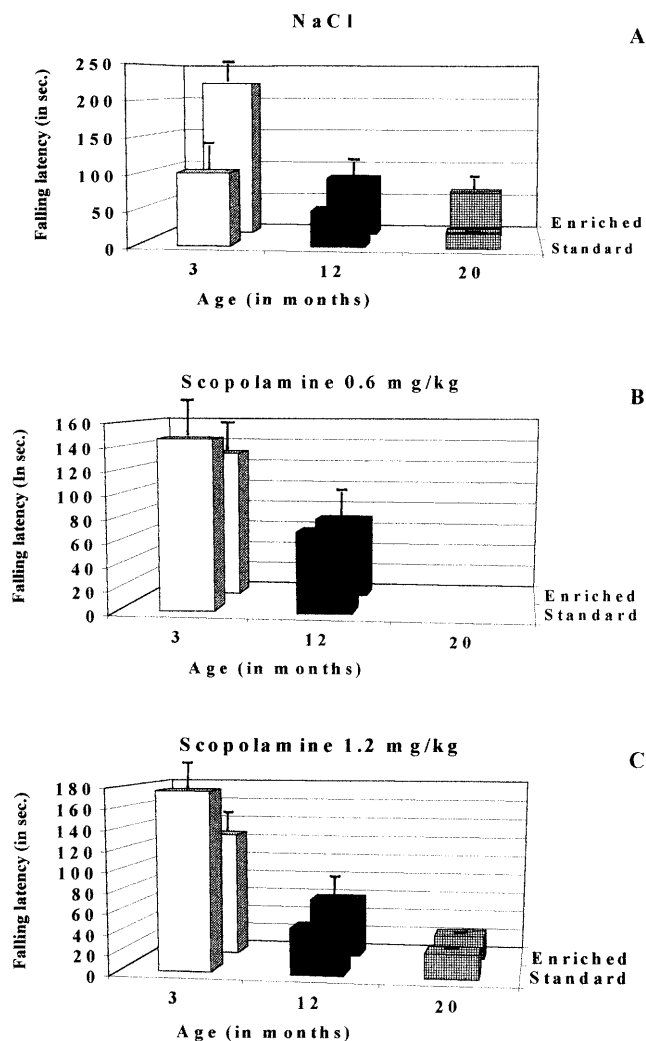 NaCl
A
Falling latency (in sec.)
250
200
150
100
50
0
Enriched
Standard
3 12 20
Age (in months)
Scopolamine 0.6 mg/kg
B
Falling latency (In sec.)
160
140
120
100
80
60
40
20
0
Enriched
Standard
3 12 20
Age (in months)
Scopolamine 1.2 mg/kg
C
Falling latency (in sec.)
180
160
140
120
100
80
60
40
20
0
Enriched
Standard
3 12 20
Age (in months)